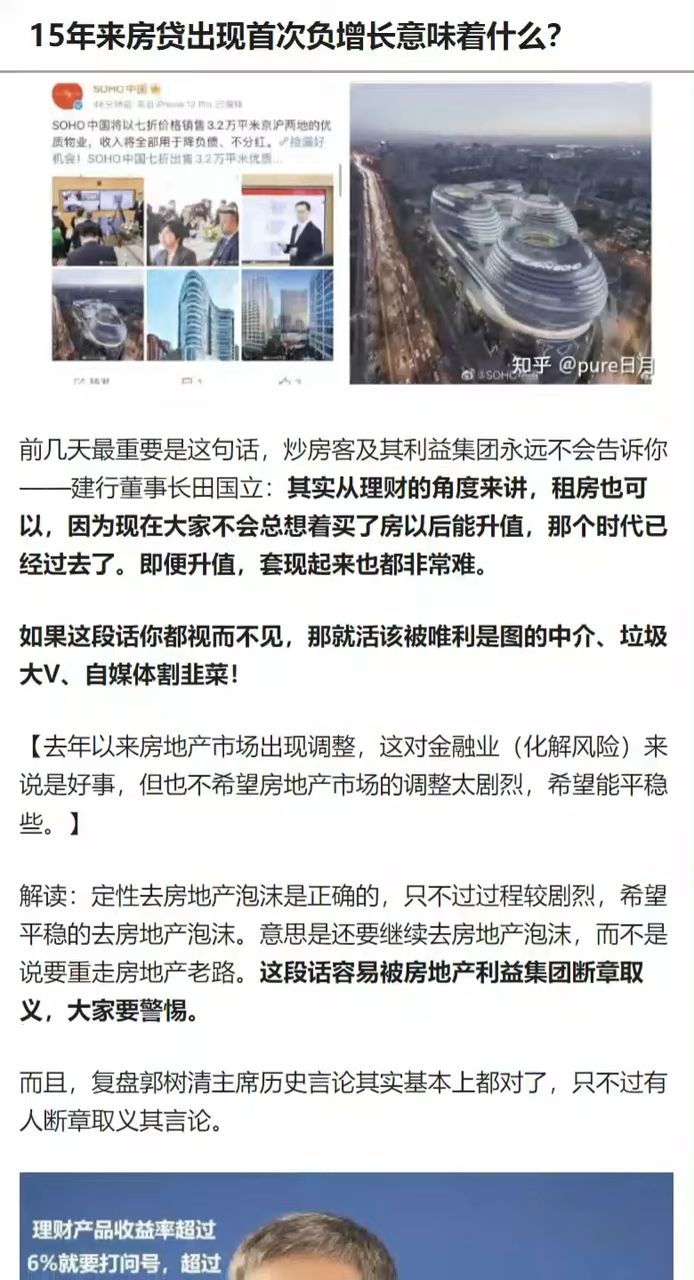 15年来房贷出现首次负增长意味着什么？
SOHO中国
SOHO中国将以七折价格销售3.2万平米京沪两地的优
质物业，收入将全部用于降负债、不分红。捡漏好
机会！SOHO中国七折出售3.2万平米优质...
知乎 @pure日月
前几天最重要是这句话，炒房客及其利益集团永远不会告诉你
——建行董事长田国立：其实从理财的角度来讲，租房也可
以，因为现在大家不会总想着买了房以后能升值，那个时代已
经过去了。即便升值，套现起来也都非常难。
如果这段话你都视而不见，那就活该被唯利是图的中介、垃圾
大V、自媒体割韭菜！
【去年以来房地产市场出现调整，这对金融业（化解风险）来
说是好事，但也不希望房地产市场的调整太剧烈，希望能平稳
些。】
解读：定性去房地产泡沫是正确的，只不过过程较剧烈，希望
平稳的去房地产泡沫。意思是还要继续去房地产泡沫，而不是
说要重走房地产老路。这段话容易被房地产利益集团断章取
义，大家要警惕。
而且，复盘郭树清主席历史言论其实基本上都对了，只不过有
人断章取义其言论。
理财产品收益率超过
6%就要打问号，超过